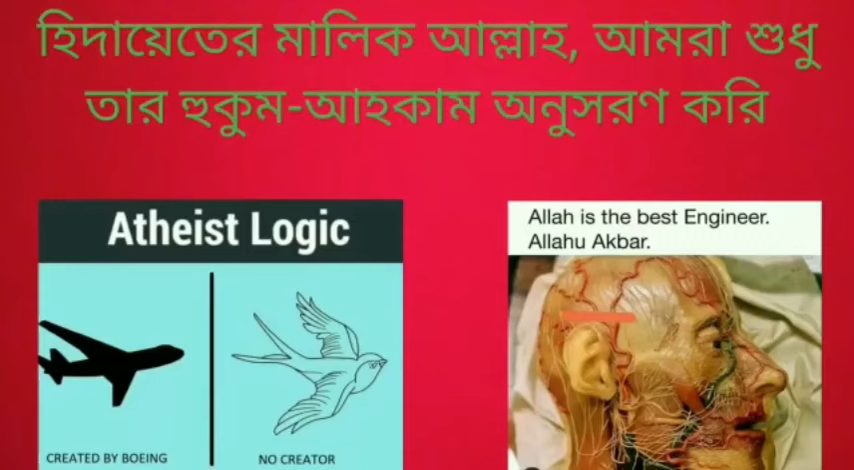 হিদায়েতের মালিক আল্লাহ, আমরা শুধু
তার হুকুম-আহকাম অনুসরণ করি
Atheist Logic
CREATED BY BOEING
NO CREATOR
Allah is the best Engineer.
Allahu Akbar.